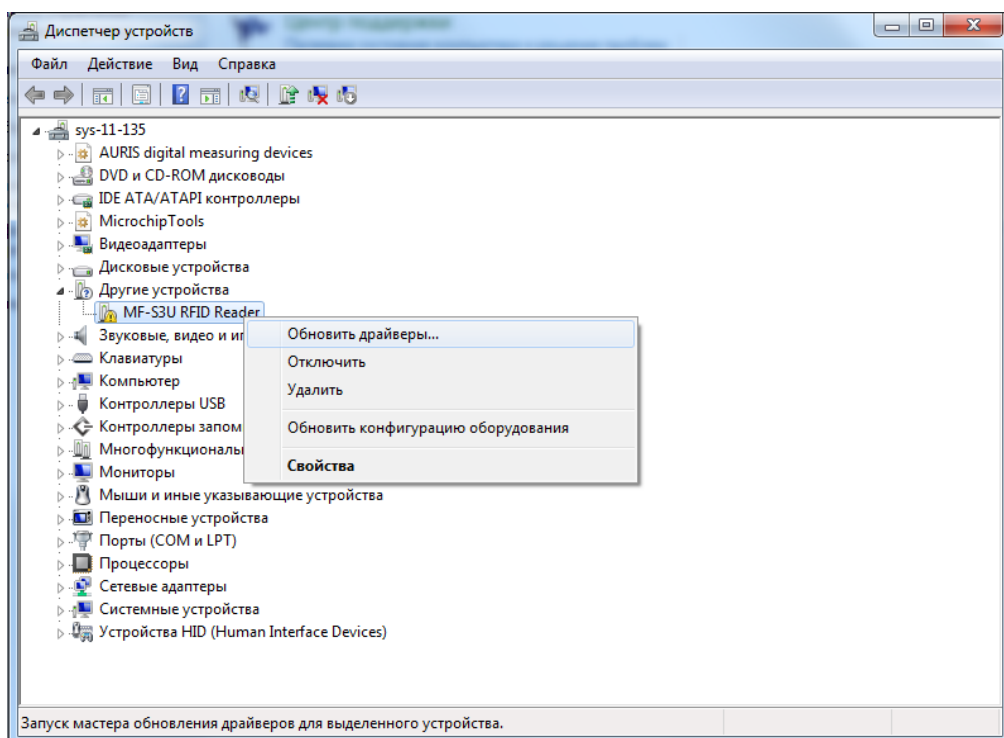 Диспетчер устройств
Файл Действие Вид Справка
sys-11-135
AURIS digital measuring devices
DVD и CD-ROM дисководы
IDE ATA/ATAPI контроллеры
MicrochipTools
Видеоадаптеры
Дисковые устройства
Другие устройства
MF-S3U RFID Reader
Звуковые, видео и иг
Клавиатуры
Компьютер
Контроллеры USB
Контроллеры запом
Многофункциональ
Мониторы
Мыши и иные указывающие устройства
Переносные устройства
Порты (COM и LPT)
Процессоры
Сетевые адаптеры
Системные устройства
Устройства HID (Human Interface Devices)
Обновить драйверы...
Отключить
Удалить
Обновить конфигурацию оборудования
Свойства
Запуск мастера обновления драйверов для выделенного устройства.